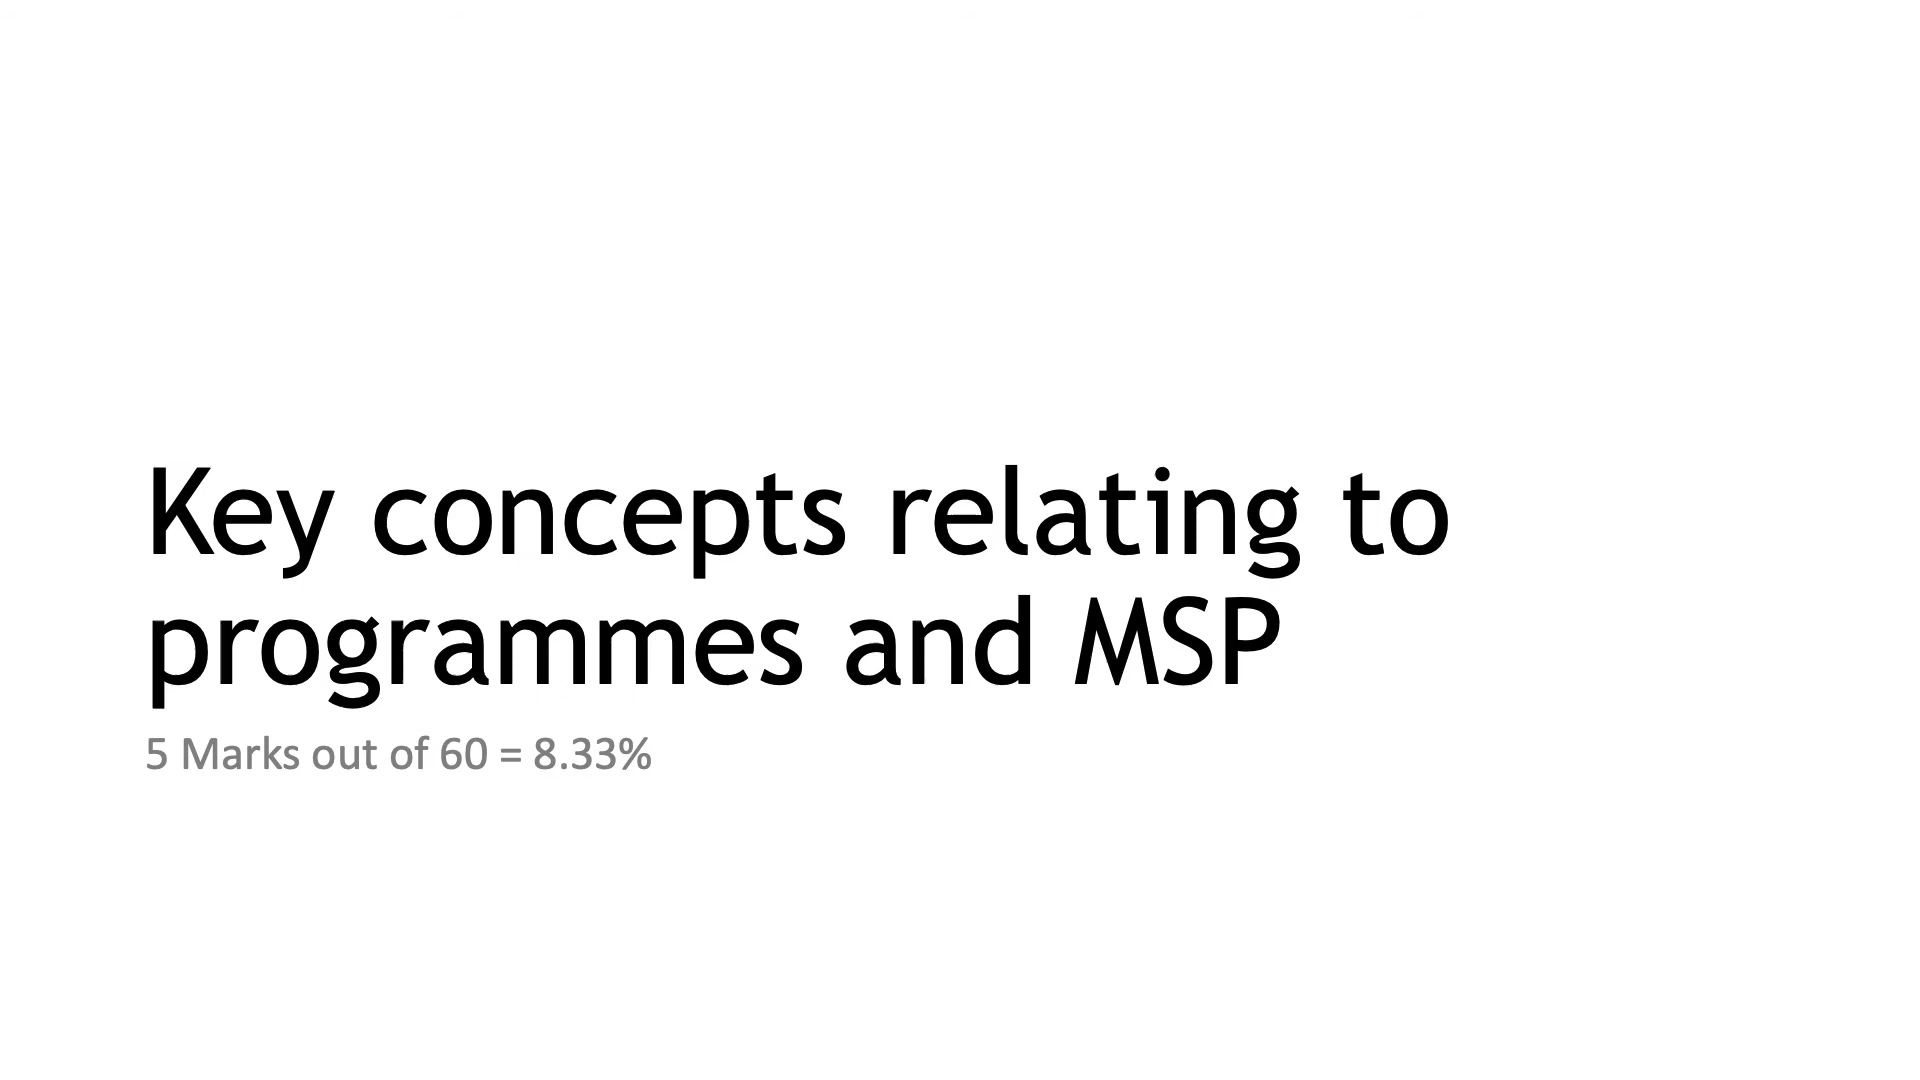 Key concepts relating to
programmes and MSP
5 Marks out of 60 = 8.33%